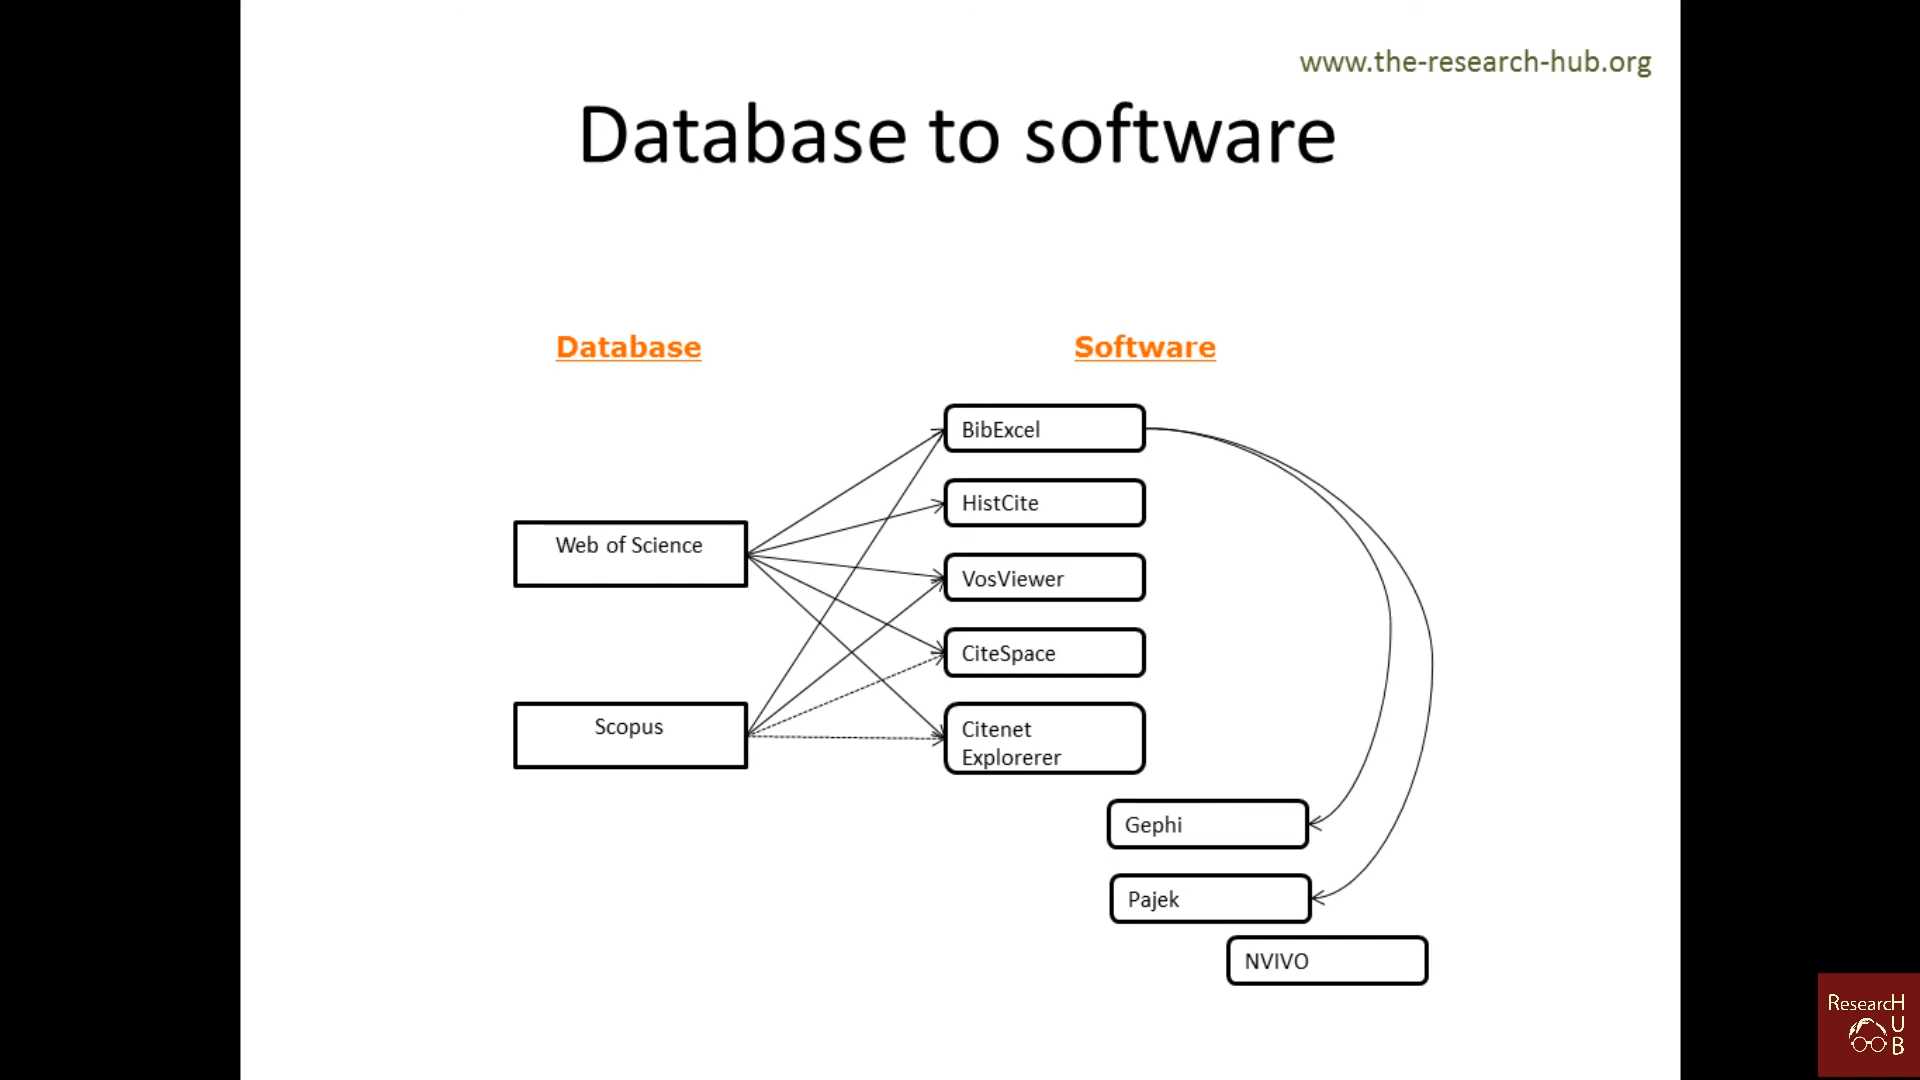 www.the-research-hub.org
Database to software
Database
Software
BibExcel
HistCite
Web of Science
VosViewer
CiteSpace
Scopus
Citenet
Explorerer
Gephi
Pajek
NVIVO
ResearcH
U
B